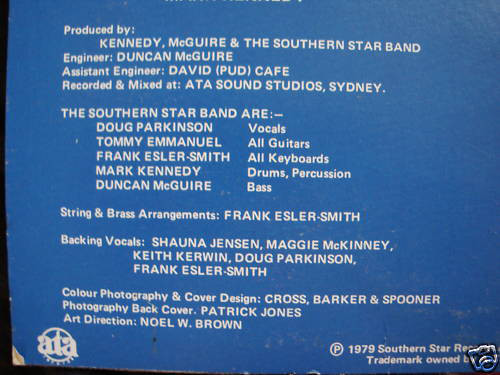 Produced by:
KENNEDY, McGUIRE & THE SOUTHERN STAR BAND
Engineer: DUNCAN McGUIRE
Assistant Engineer: DAVID (PUD) CAFE
Recorded & Mixed at: ATA SOUND STUDIOS, SYDNEY.
THE SOUTHERN STAR BAND ARE:—
DOUG PARKINSON Vocals
TOMMY EMMANUEL All Guitars
FRANK ESLER-SMITH All Keyboards
MARK KENNEDY Drums, Percussion
DUNCAN McGUIRE Bass
String & Brass Arrangements: FRANK ESLER-SMITH
Backing Vocals: SHAUNA JENSEN, MAGGIE McKINNEY,
KEITH KERWIN, DOUG PARKINSON,
FRANK ESLER-SMITH
Colour Photography & Cover Design: CROSS, BARKER & SPOONER
Photography Back Cover. PATRICK JONES
Art Direction: NOEL W. BROWN
ata
Ⓟ 1979 Southern Star Rec
Trademark owned by